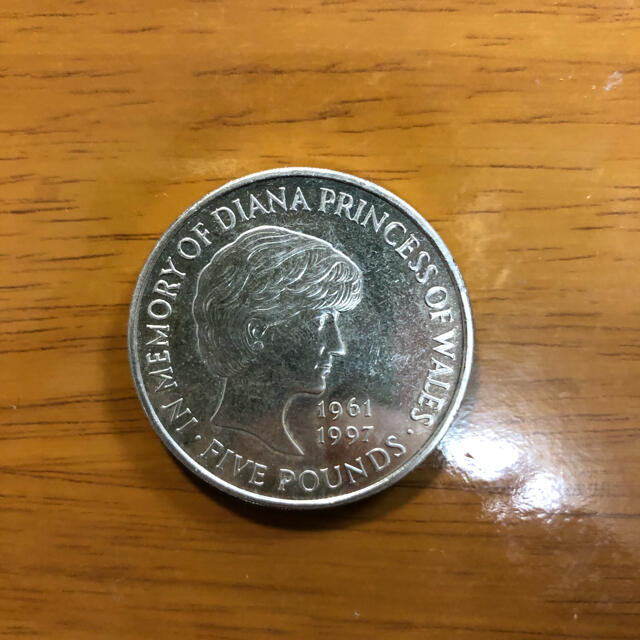 IN MEMORY OF DIANA PRINCESS OF WALES
1961
1997
· FIVE POUNDS ·